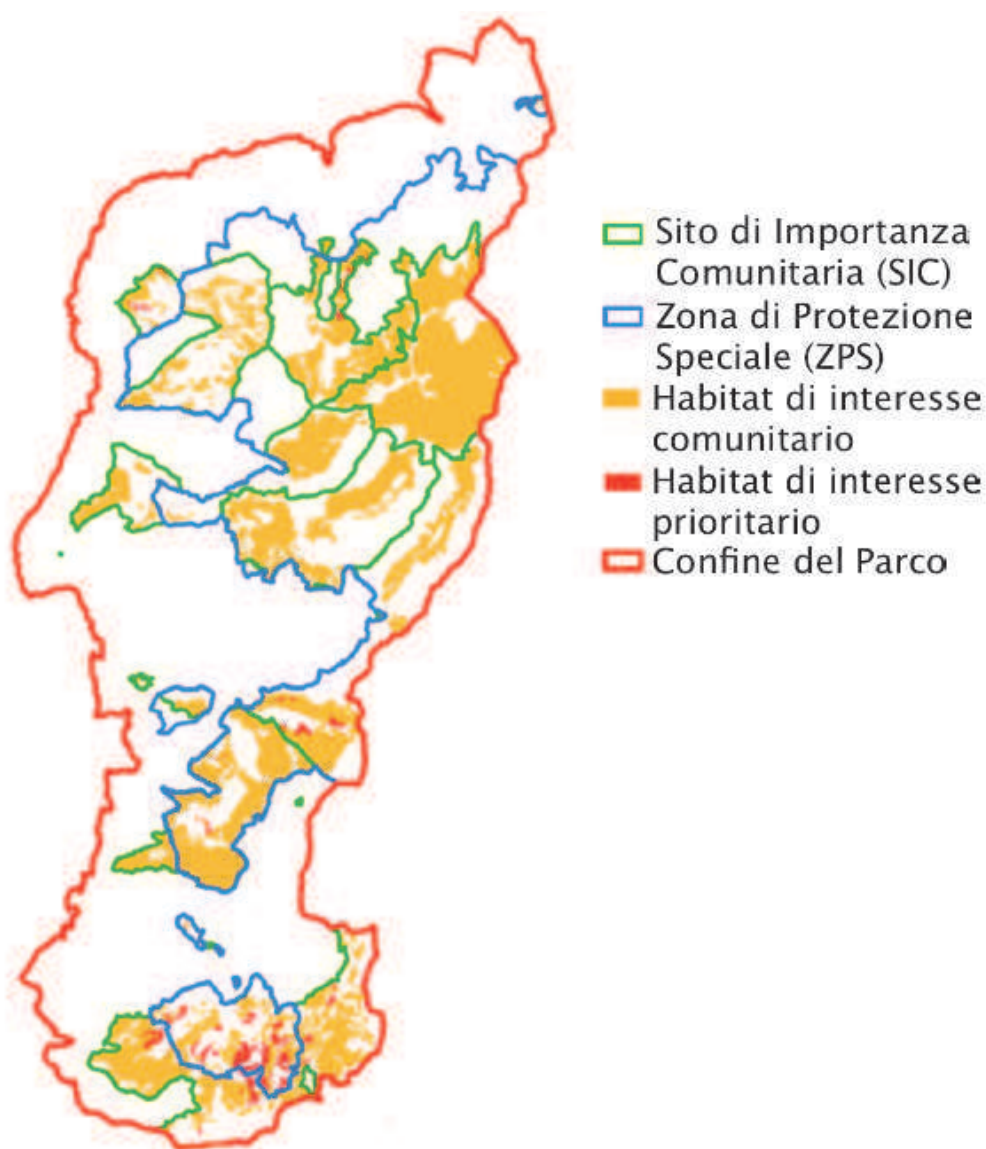 Sito di Importanza
Comunitaria (SIC)
Zona di Protezione
Speciale (ZPS)
Habitat di interesse
comunitario
Habitat di interesse
prioritario
Confine del Parco